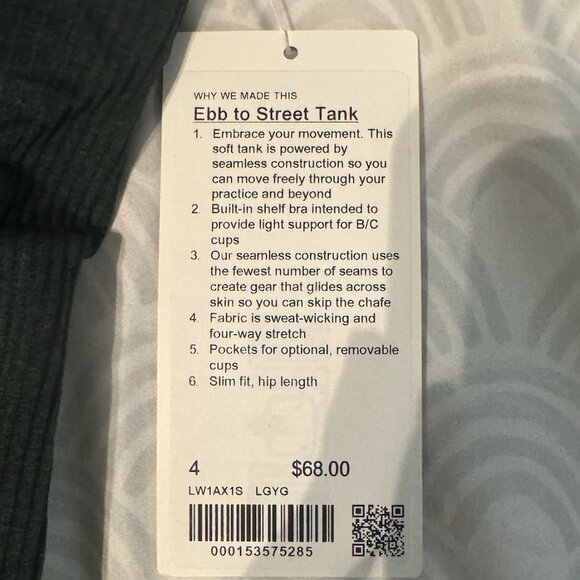 WHY WE MADE THIS
Ebb to Street Tank
1. Embrace your movement. This
soft tank is powered by
seamless construction so you
can move freely through your
practice and beyond
2. Built-in shelf bra intended to
provide light support for B/C
cups
3. Our seamless construction uses
the fewest number of seams to
create gear that glides across
skin so you can skip the chafe
4. Fabric is sweat-wicking and
four-way stretch
5. Pockets for optional, removable
cups
6. Slim fit, hip length
4 $68.00
LW1AX1S LGYG
000153575285